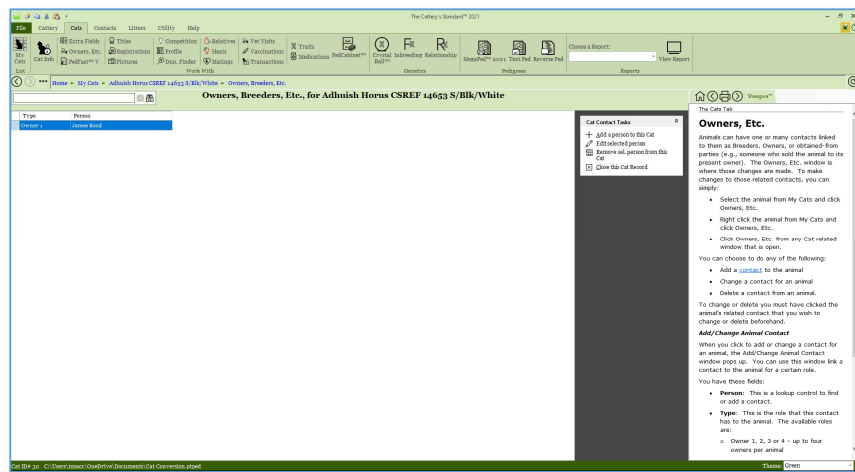 The Cattery's Standard™ 2021
File Cattery Cats Contacts Litters Utility Help
My Cats
Cat Info
Extra Fields
Owners, Etc.
PedFast™ V
Titles
Registrations
Pictures
Competition
Profile
Dup. Finder
Relatives
Heats
Matings
Vet Visits
Vaccinations
Transactions
Traits
Medications
PedCabinet™
Crystal Ball™
Inbreeding
Relationship
MegaPed™ 2021
Text Ped
Reverse Ped
Choose a Report:
View Report
List Work With Genetics Pedigrees Reports
Home My Cats Adhuish Horus CSREF 14653 S/Blk/White Owners, Breeders, Etc.
Owners, Breeders, Etc., for Adhuish Horus CSREF 14653 S/Blk/White
Type Person
Owner 1 James Bond
Cat Contact Tasks
Add a person to this Cat
Edit selected person
Remove sel. person from this
Cat
Close this Cat Record
Sheegwa™
The Cats Tab
Owners, Etc.
Animals can have one or many contacts linked
to them as Breeders, Owners, or obtained-from
parties (e.g., someone who sold the animal to its
present owner). The Owners, Etc. window is
where those changes are made. To make
changes to those related contacts, you can
simply:
• Select the animal from My Cats and click
Owners, Etc.
• Right click the animal from My Cats and
click Owners, Etc.
• Click Owners, Etc. from any Cat related
window that is open.
You can choose to do any of the following:
• Add a contact to the animal
• Change a contact for an animal
• Delete a contact from an animal.
To change or delete you must have clicked the
animal's related contact that you wish to
change or delete beforehand.
Add/Change Animal Contact
When you click to add or change a contact for
an animal, the Add/Change Animal Contact
window pops up. You can use this window link a
contact to the animal for a certain role.
You have these fields:
• Person: This is a lookup control to find
or add a contact.
• Type: This is the role that this contact
has to the animal. The available roles
are:
o Owner 1, 2, 3 or 4 – up to four
owners per animal
Cat ID# 30 C:\Users\msacc\OneDrive\Documents\Cat Conversion.ptped
Theme: Green